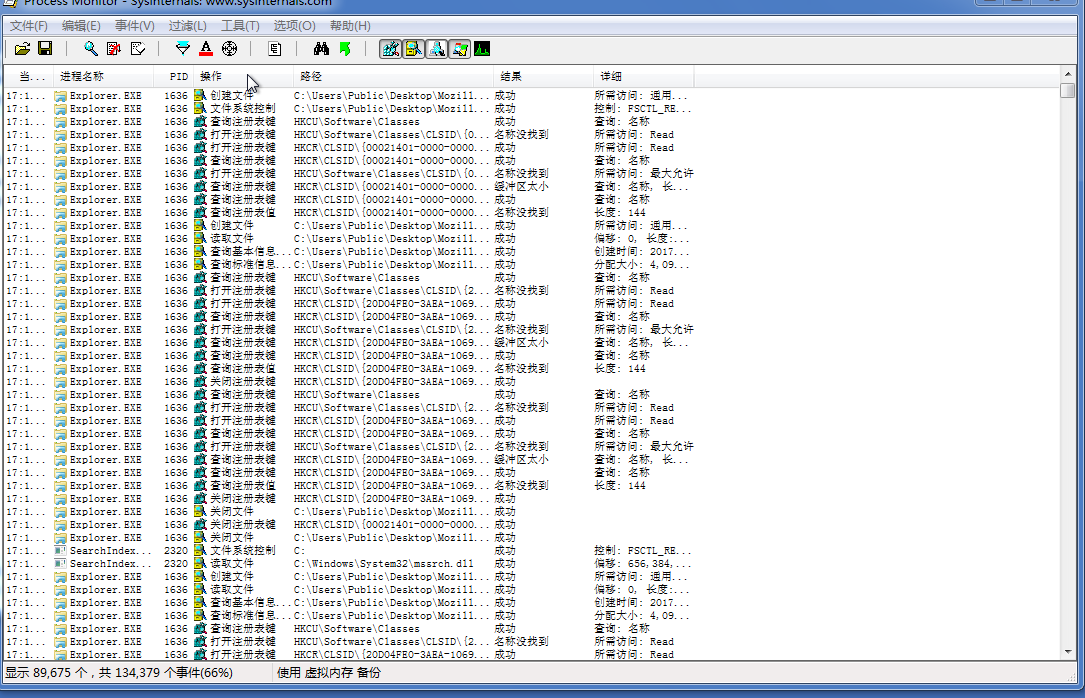 Process Monitor - Sysinternals: www.sysinternals.com
文件(F) 编辑(E) 事件(V) 过滤(L) 工具(T) 选项(O) 帮助(H)
当... 进程名称 PID 操作 路径 结果 详细
17:1... Explorer.EXE 1636 创建文件 C:\Users\Public\Desktop\Mozill... 成功 所需访问: 通用...
17:1... Explorer.EXE 1636 文件系统控制 C:\Users\Public\Desktop\Mozill... 成功 控制: FSCTL_RE...
17:1... Explorer.EXE 1636 查询注册表键 HKCU\Software\Classes 成功 查询: 名称
17:1... Explorer.EXE 1636 打开注册表键 HKCU\Software\Classes\CLSID\{0... 名称没找到 所需访问: Read
17:1... Explorer.EXE 1636 打开注册表键 HKCR\CLSID\{00021401-0000-0000... 成功 所需访问: Read
17:1... Explorer.EXE 1636 查询注册表键 HKCR\CLSID\{00021401-0000-0000... 成功 查询: 名称
17:1... Explorer.EXE 1636 打开注册表键 HKCU\Software\Classes\CLSID\{0... 名称没找到 所需访问: 最大允许
17:1... Explorer.EXE 1636 查询注册表键 HKCR\CLSID\{00021401-0000-0000... 缓冲区太小 查询: 名称, 长...
17:1... Explorer.EXE 1636 查询注册表键 HKCR\CLSID\{00021401-0000-0000... 成功 查询: 名称
17:1... Explorer.EXE 1636 查询注册表值 HKCR\CLSID\{00021401-0000-0000... 名称没找到 长度: 144
17:1... Explorer.EXE 1636 创建文件 C:\Users\Public\Desktop\Mozill... 成功 所需访问: 通用...
17:1... Explorer.EXE 1636 读取文件 C:\Users\Public\Desktop\Mozill... 成功 偏移: 0, 长度:...
17:1... Explorer.EXE 1636 查询基本信息... C:\Users\Public\Desktop\Mozill... 成功 创建时间: 2017...
17:1... Explorer.EXE 1636 查询标准信息... C:\Users\Public\Desktop\Mozill... 成功 分配大小: 4,09...
17:1... Explorer.EXE 1636 查询注册表键 HKCU\Software\Classes 成功 查询: 名称
17:1... Explorer.EXE 1636 打开注册表键 HKCU\Software\Classes\CLSID\{2... 名称没找到 所需访问: Read
17:1... Explorer.EXE 1636 打开注册表键 HKCR\CLSID\{20D04FE0-3AEA-1069... 成功 所需访问: Read
17:1... Explorer.EXE 1636 查询注册表键 HKCR\CLSID\{20D04FE0-3AEA-1069... 成功 查询: 名称
17:1... Explorer.EXE 1636 打开注册表键 HKCU\Software\Classes\CLSID\{2... 名称没找到 所需访问: 最大允许
17:1... Explorer.EXE 1636 查询注册表键 HKCR\CLSID\{20D04FE0-3AEA-1069... 缓冲区太小 查询: 名称, 长...
17:1... Explorer.EXE 1636 查询注册表键 HKCR\CLSID\{20D04FE0-3AEA-1069... 成功 查询: 名称
17:1... Explorer.EXE 1636 查询注册表值 HKCR\CLSID\{20D04FE0-3AEA-1069... 名称没找到 长度: 144
17:1... Explorer.EXE 1636 关闭注册表键 HKCR\CLSID\{20D04FE0-3AEA-1069... 成功
17:1... Explorer.EXE 1636 查询注册表键 HKCU\Software\Classes 成功 查询: 名称
17:1... Explorer.EXE 1636 打开注册表键 HKCU\Software\Classes\CLSID\{2... 名称没找到 所需访问: Read
17:1... Explorer.EXE 1636 打开注册表键 HKCR\CLSID\{20D04FE0-3AEA-1069... 成功 所需访问: Read
17:1... Explorer.EXE 1636 查询注册表键 HKCR\CLSID\{20D04FE0-3AEA-1069... 成功 查询: 名称
17:1... Explorer.EXE 1636 打开注册表键 HKCU\Software\Classes\CLSID\{2... 名称没找到 所需访问: 最大允许
17:1... Explorer.EXE 1636 查询注册表键 HKCR\CLSID\{20D04FE0-3AEA-1069... 缓冲区太小 查询: 名称, 长...
17:1... Explorer.EXE 1636 查询注册表键 HKCR\CLSID\{20D04FE0-3AEA-1069... 成功 查询: 名称
17:1... Explorer.EXE 1636 查询注册表值 HKCR\CLSID\{20D04FE0-3AEA-1069... 名称没找到 长度: 144
17:1... Explorer.EXE 1636 关闭注册表键 HKCR\CLSID\{20D04FE0-3AEA-1069... 成功
17:1... Explorer.EXE 1636 关闭文件 C:\Users\Public\Desktop\Mozill... 成功
17:1... Explorer.EXE 1636 关闭注册表键 HKCR\CLSID\{00021401-0000-0000... 成功
17:1... Explorer.EXE 1636 关闭文件 C:\Users\Public\Desktop\Mozill... 成功
17:1... SearchIndex... 2320 文件系统控制 C: 成功 控制: FSCTL_RE...
17:1... SearchIndex... 2320 读取文件 C:\Windows\System32\mssrch.dll 成功 偏移: 656,384,...
17:1... Explorer.EXE 1636 创建文件 C:\Users\Public\Desktop\Mozill... 成功 所需访问: 通用...
17:1... Explorer.EXE 1636 读取文件 C:\Users\Public\Desktop\Mozill... 成功 偏移: 0, 长度:...
17:1... Explorer.EXE 1636 查询基本信息... C:\Users\Public\Desktop\Mozill... 成功 创建时间: 2017...
17:1... Explorer.EXE 1636 查询标准信息... C:\Users\Public\Desktop\Mozill... 成功 分配大小: 4,09...
17:1... Explorer.EXE 1636 查询注册表键 HKCU\Software\Classes 成功 查询: 名称
17:1... Explorer.EXE 1636 打开注册表键 HKCU\Software\Classes\CLSID\{2... 名称没找到 所需访问: Read
17:1... Explorer.EXE 1636 打开注册表键 HKCR\CLSID\{20D04FE0-3AEA-1069... 成功 所需访问: Read
显示 89,675 个，共 134,379 个事件(66%) 使用 虚拟内存 备份